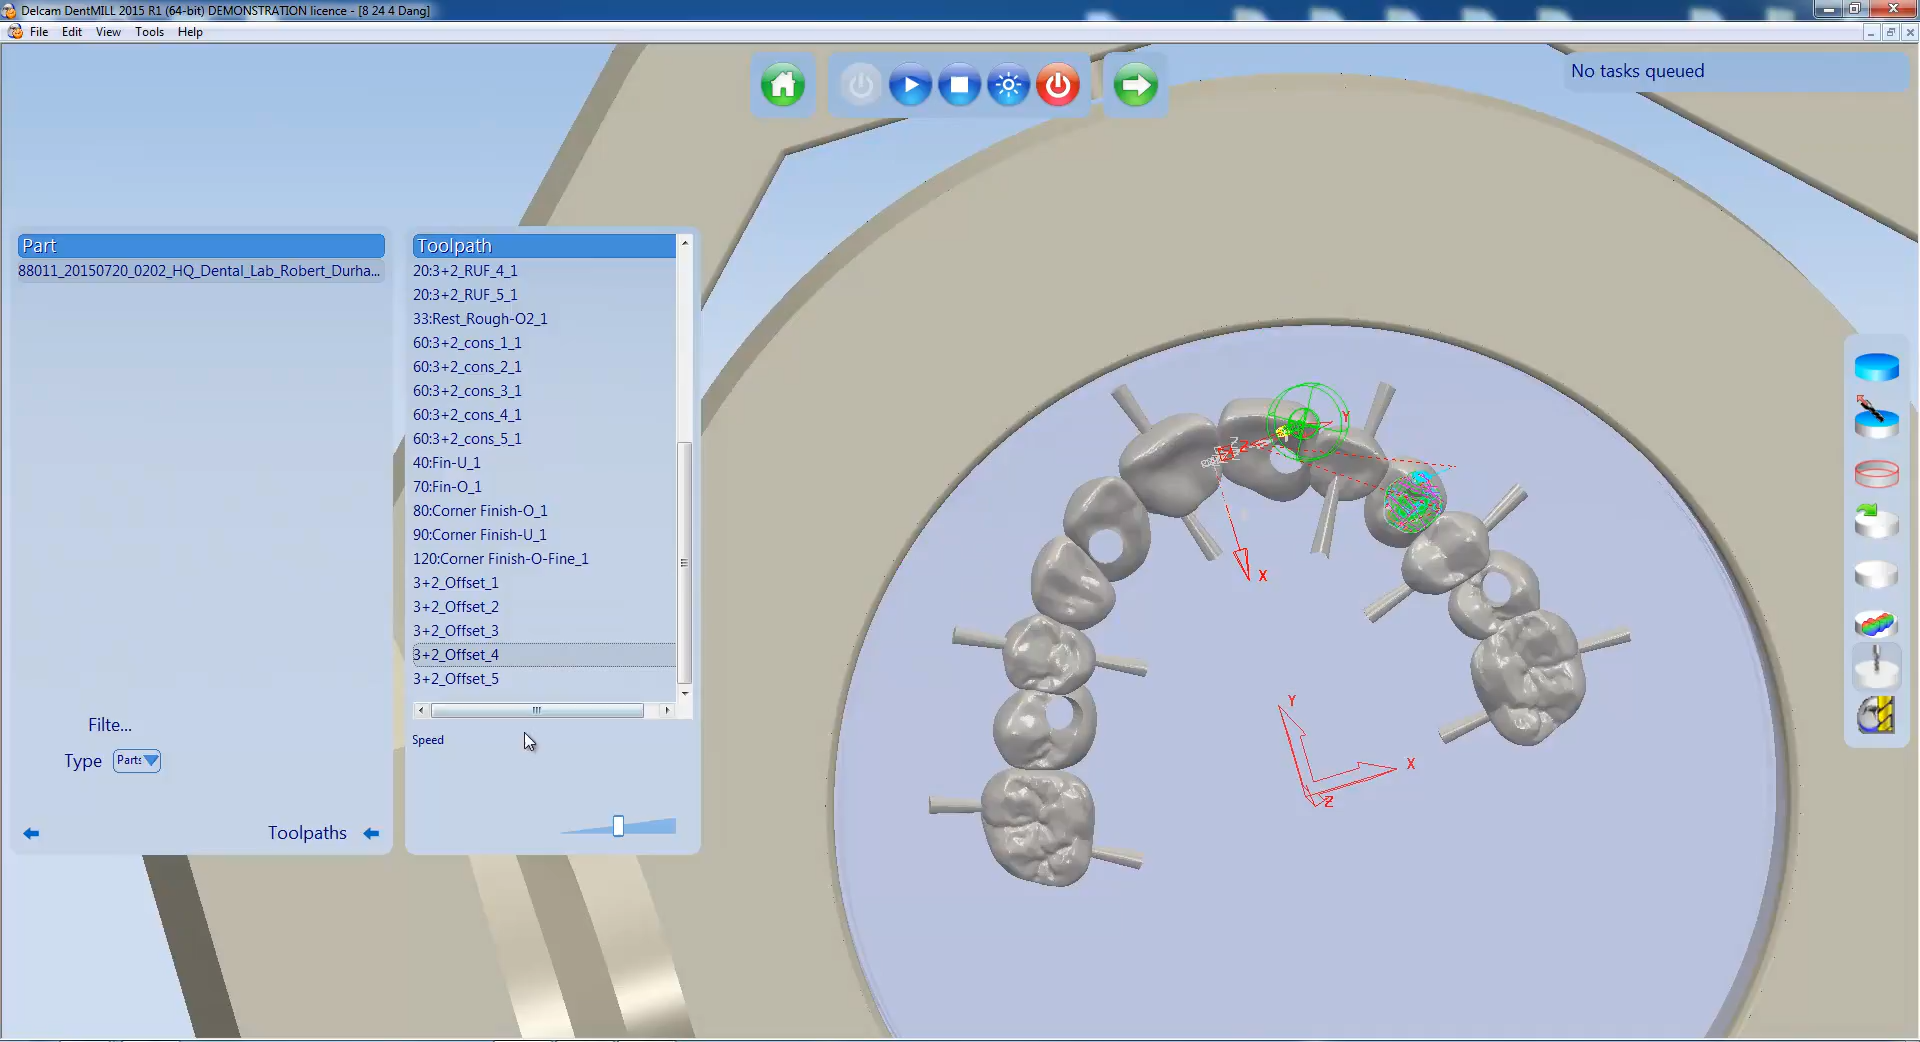 Delcam DentMILL 2015 R1 (64-bit) DEMONSTRATION licence - [8 24 4 Dang]
File Edit View Tools Help
No tasks queued
Part
88011_20150720_0202_HQ_Dental_Lab_Robert_Durha...
Filte...
Type Parts
Toolpaths
Toolpath
20:3+2_RUF_4_1
20:3+2_RUF_5_1
33:Rest_Rough-O2_1
60:3+2_cons_1_1
60:3+2_cons_2_1
60:3+2_cons_3_1
60:3+2_cons_4_1
60:3+2_cons_5_1
40:Fin-U_1
70:Fin-O_1
80:Corner Finish-O_1
90:Corner Finish-U_1
120:Corner Finish-O-Fine_1
3+2_Offset_1
3+2_Offset_2
3+2_Offset_3
3+2_Offset_4
3+2_Offset_5
Speed
Y
Z
X
Y
X
Z